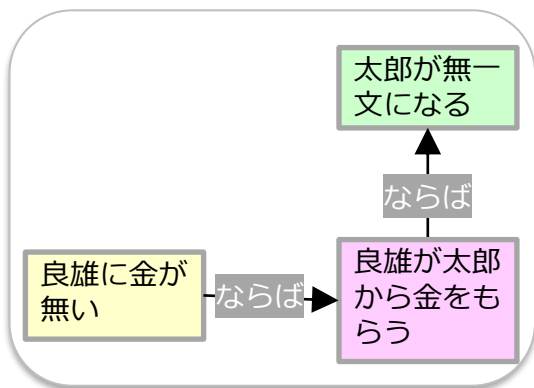 太郎が無一
文になる
ならば
良雄に金が
無い
ならば
良雄が太郎
から金をも
らう